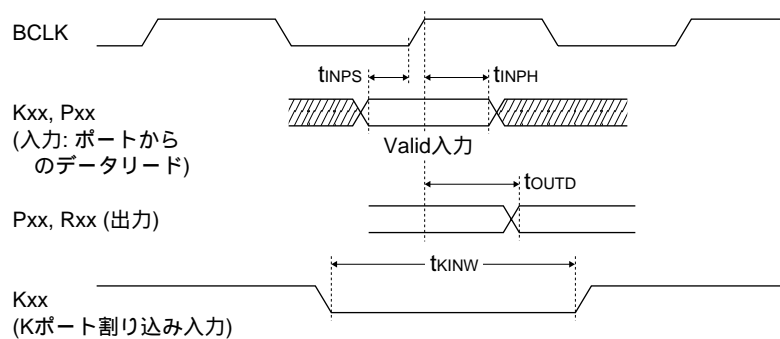 BCLK
tINPS
tINPH
Kxx, Pxx
(入力: ポートから
のデータリード)
Valid入力
tOUTD
Pxx, Rxx (出力)
tKINW
Kxx
(Kポート割り込み入力)